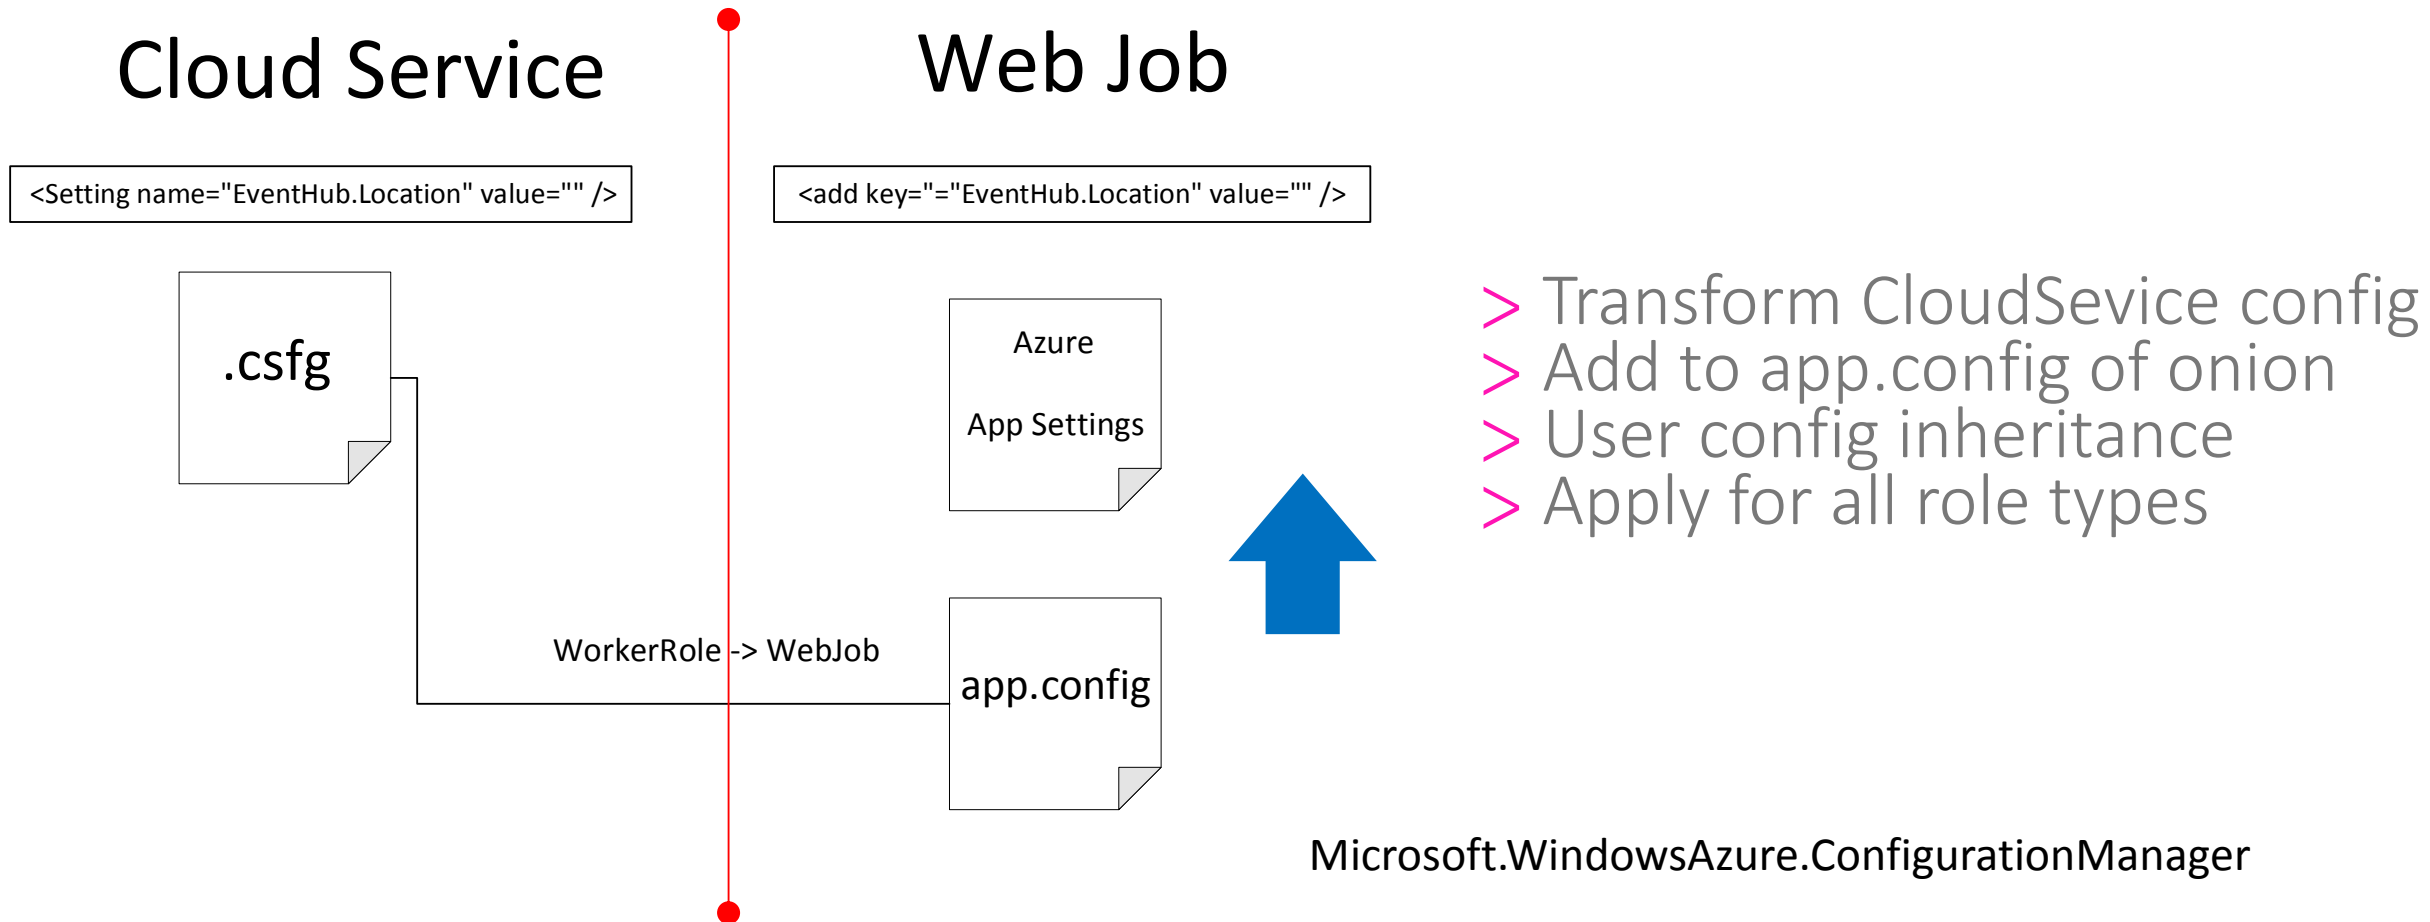 Cloud Service
<Setting name="EventHub.Location" value="" />
.csfg
WorkerRole -> WebJob
Web Job
<add key="="EventHub.Location" value="" />
Azure
App Settings
app.config
> Transform CloudSevice config
> Add to app.config of onion
> User config inheritance
> Apply for all role types
Microsoft.WindowsAzure.ConfigurationManager